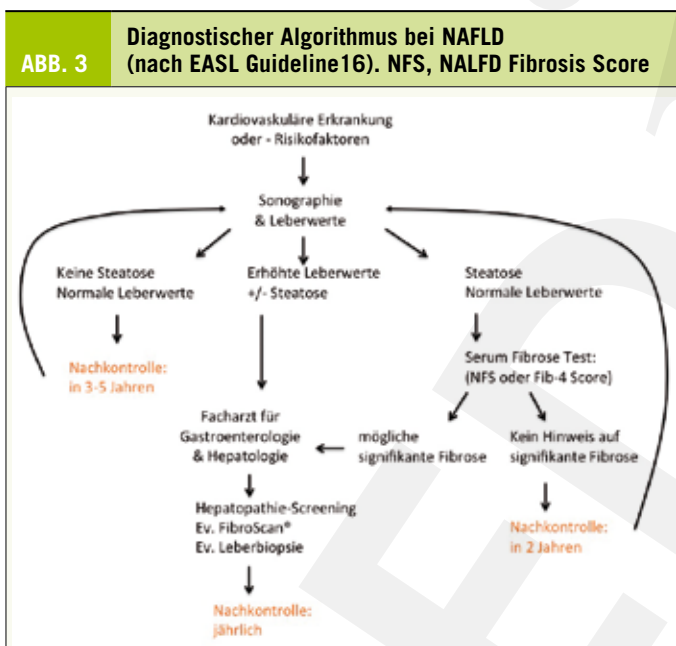 ABB. 3
Diagnostischer Algorithmus bei NAFLD
(nach EASL Guideline16). NFS, NALFD Fibrosis Score
Kardiovaskuläre Erkrankung
oder - Risikofaktoren
Sonographie
& Leberwerte
Keine Steatose
Normale Leberwerte
Erhöhte Leberwerte
+/- Steatose
Steatose
Normale Leberwerte
Nachkontrolle:
in 3-5 Jahren
Serum Fibrose Test:
(NFS oder Fib-4 Score)
Facharzt für
Gastroenterologie
& Hepatologie
mögliche
signifikante Fibrose
Kein Hinweis auf
signifikante Fibrose
Hepatopathie-Screening
Ev. FibroScan®
Ev. Leberbiopsie
Nachkontrolle:
in 2 Jahren
Nachkontrolle:
jährlich